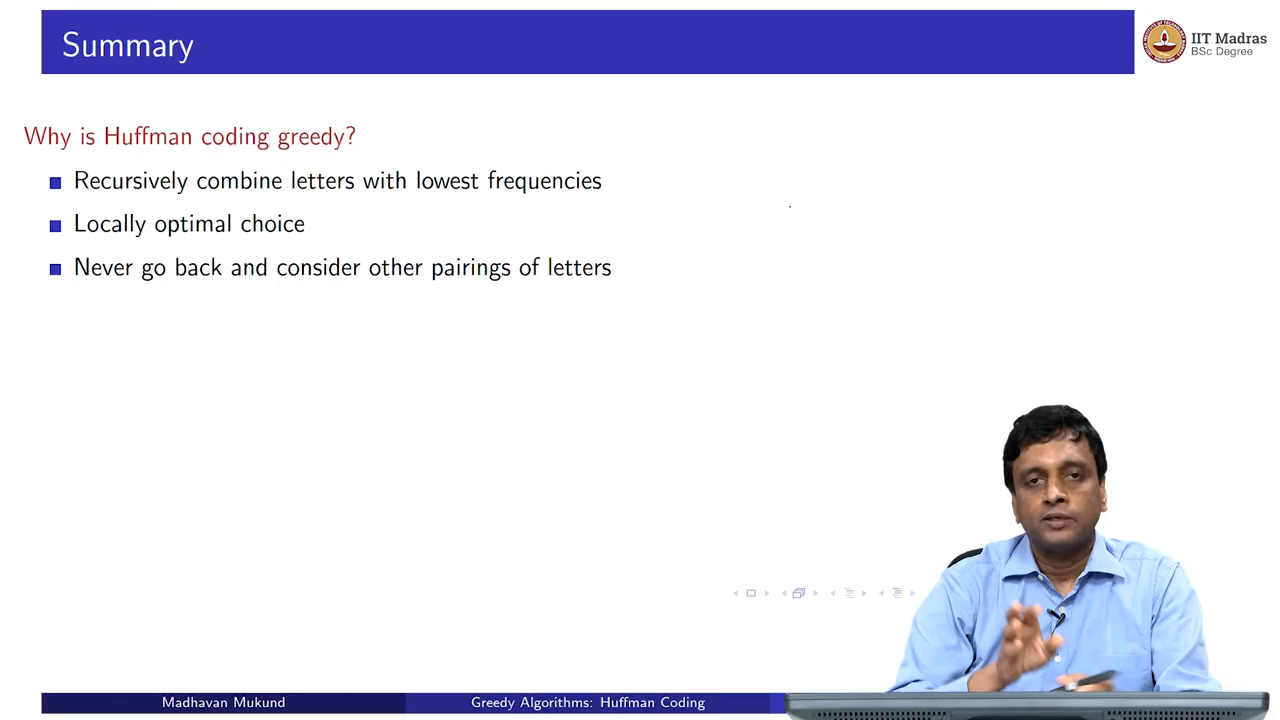 Summary
IIT Madras
BSc Degree
Why is Huffman coding greedy?
Recursively combine letters with lowest frequencies
Locally optimal choice
Never go back and consider other pairings of letters
Madhavan Mukund
Greedy Algorithms: Huffman Coding